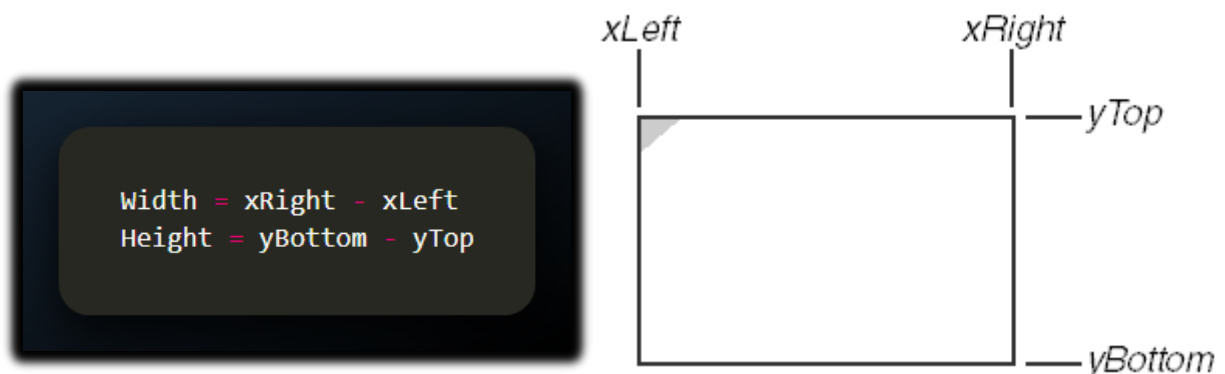 Width = xRight - xLeft
Height = yBottom - yTop
xLeft
xRight
yTop
yBottom